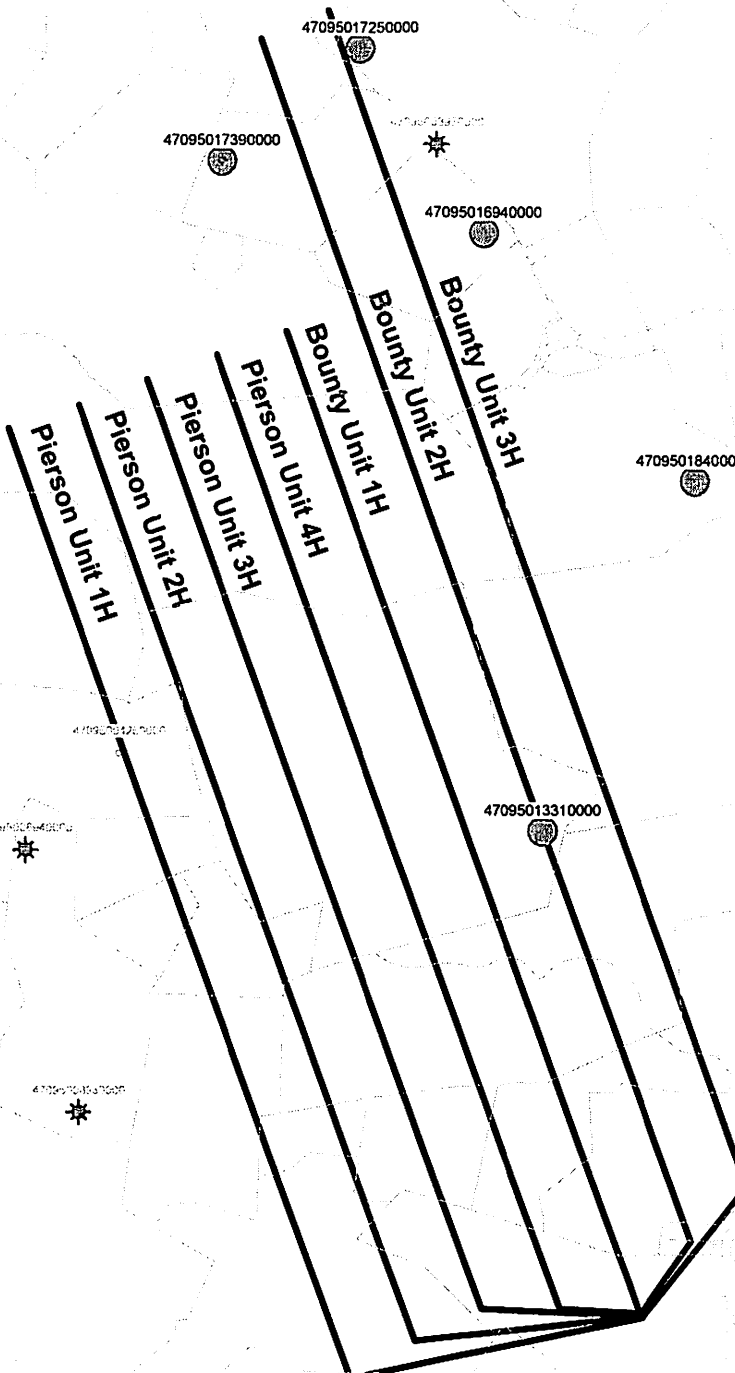 47095017250000
47095017390000
47095016940000
Bounty Unit 3H
Bounty Unit 2H
Bounty Unit 1H
Pierson Unit 4H
Pierson Unit 3H
Pierson Unit 2H
Pierson Unit 1H
470950184000
47095013310000